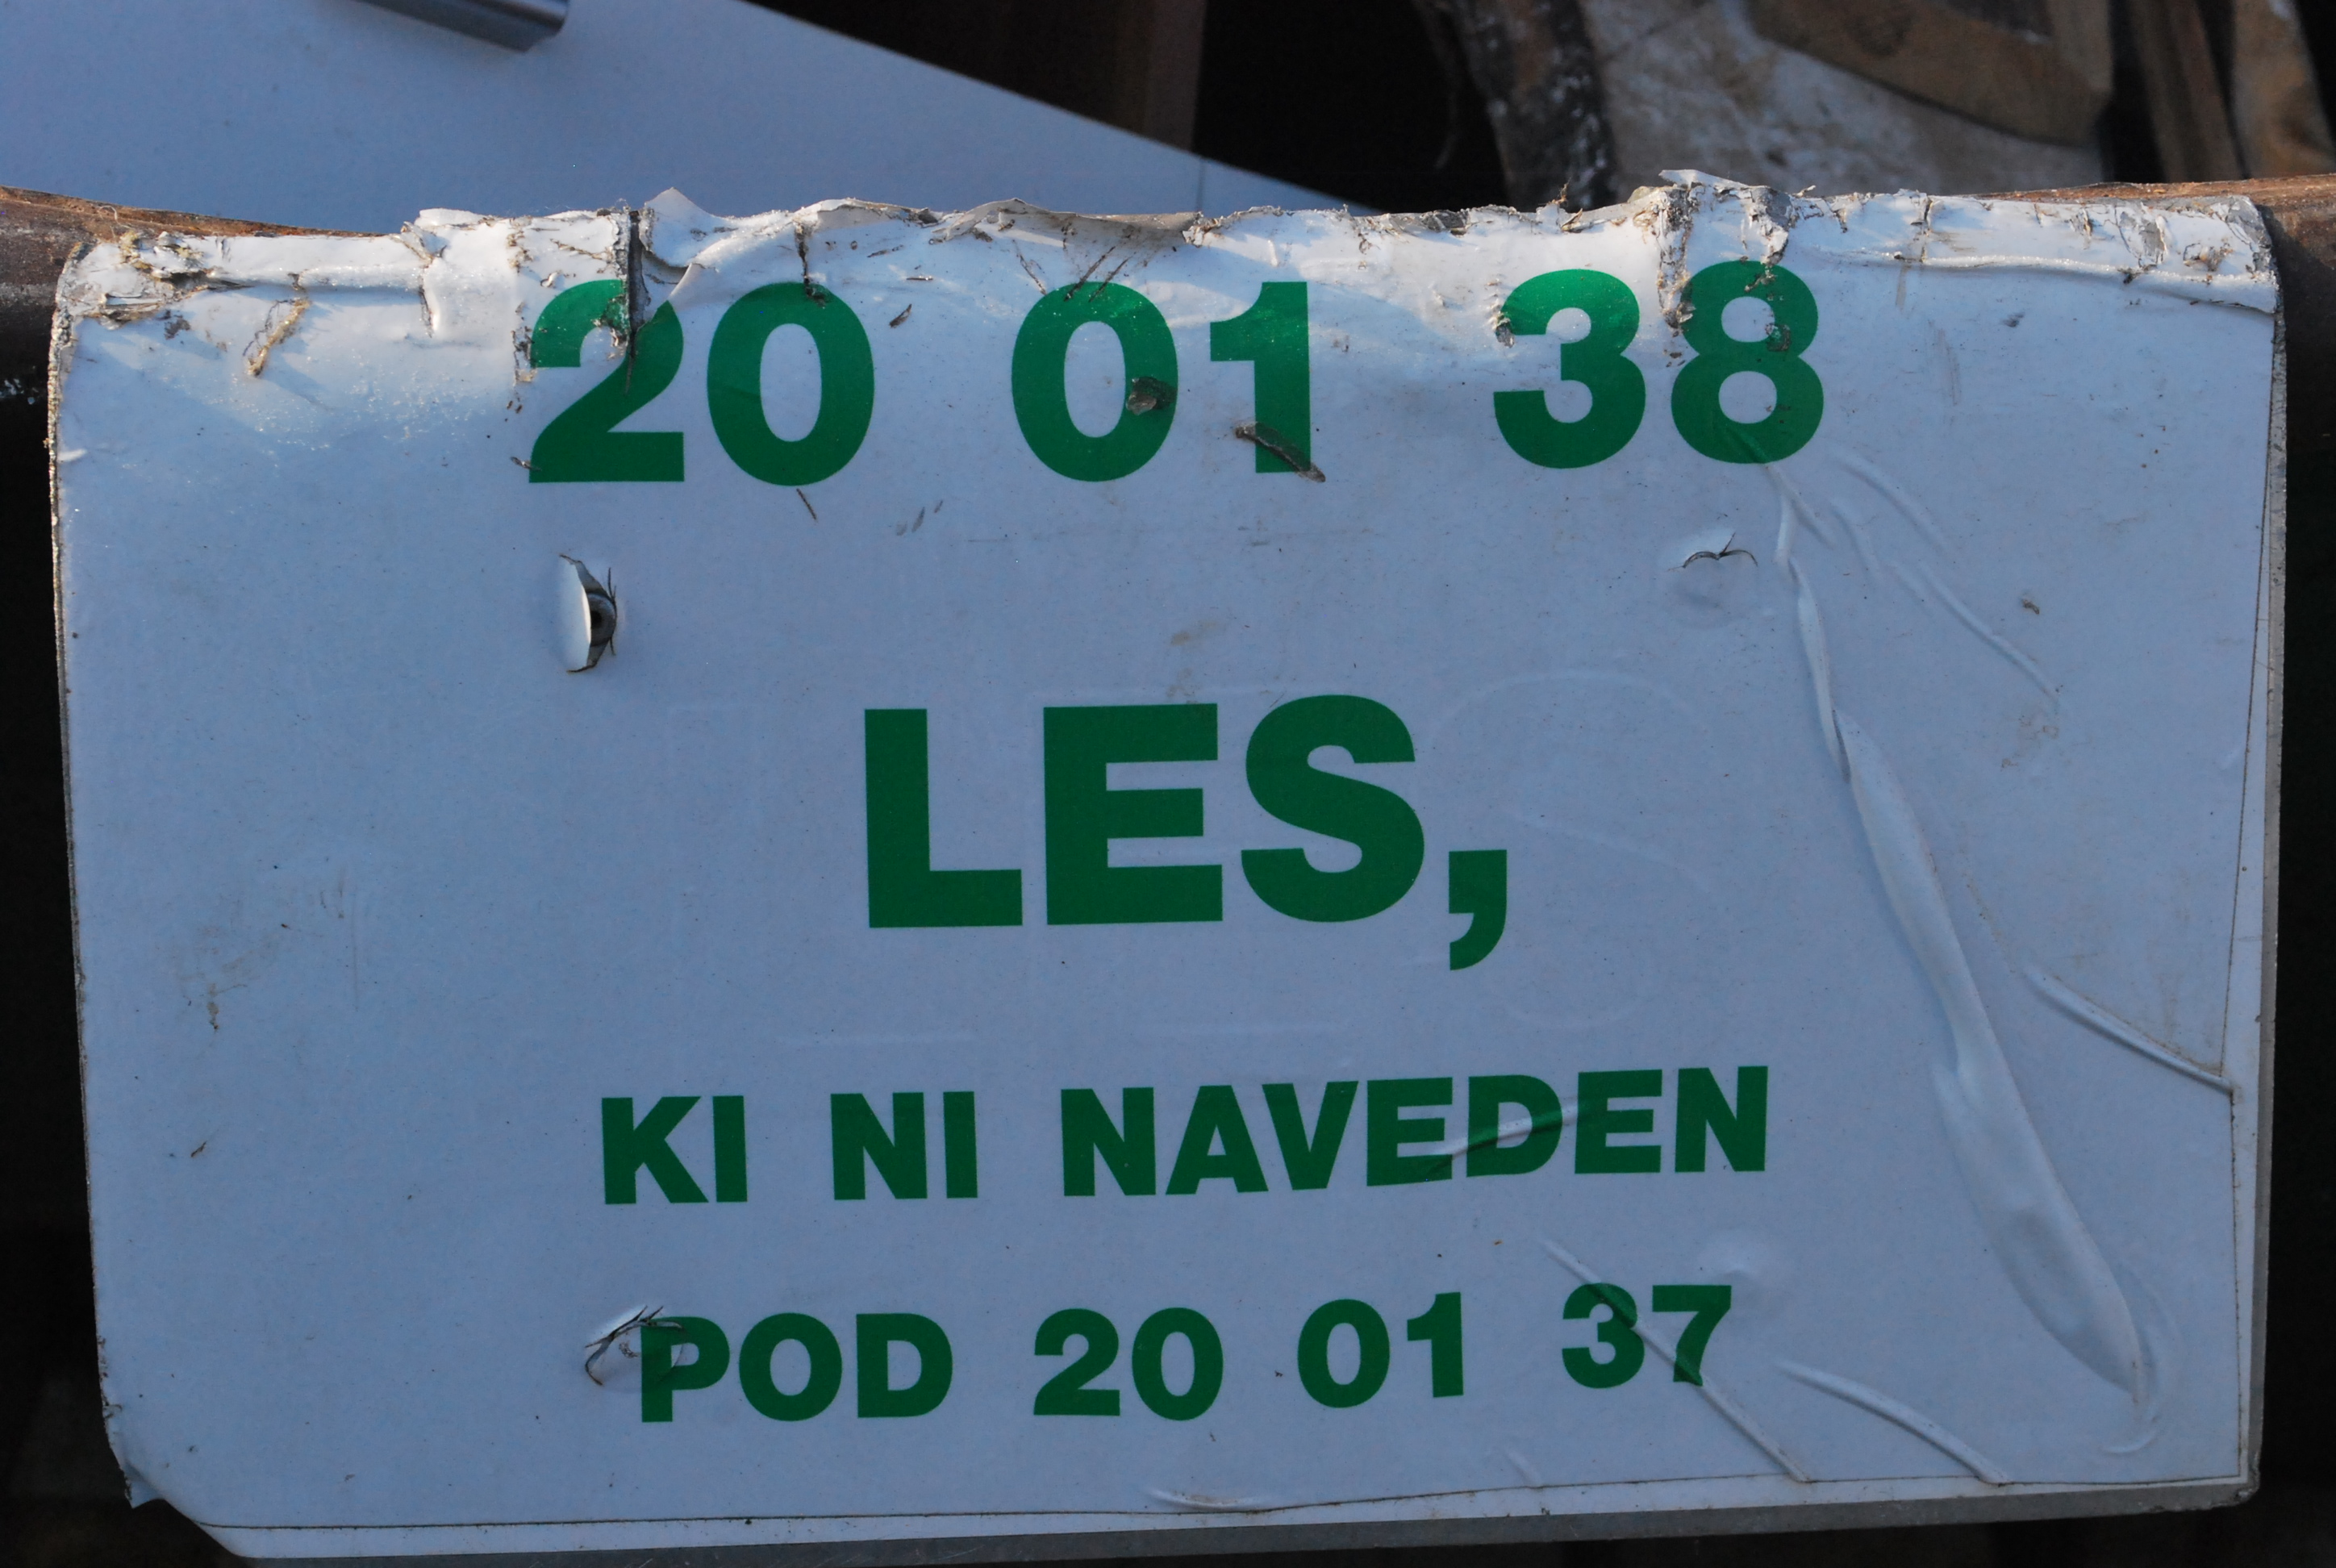 20 01 38
LES,
KI NI NAVEDEN
POD 20 01 37